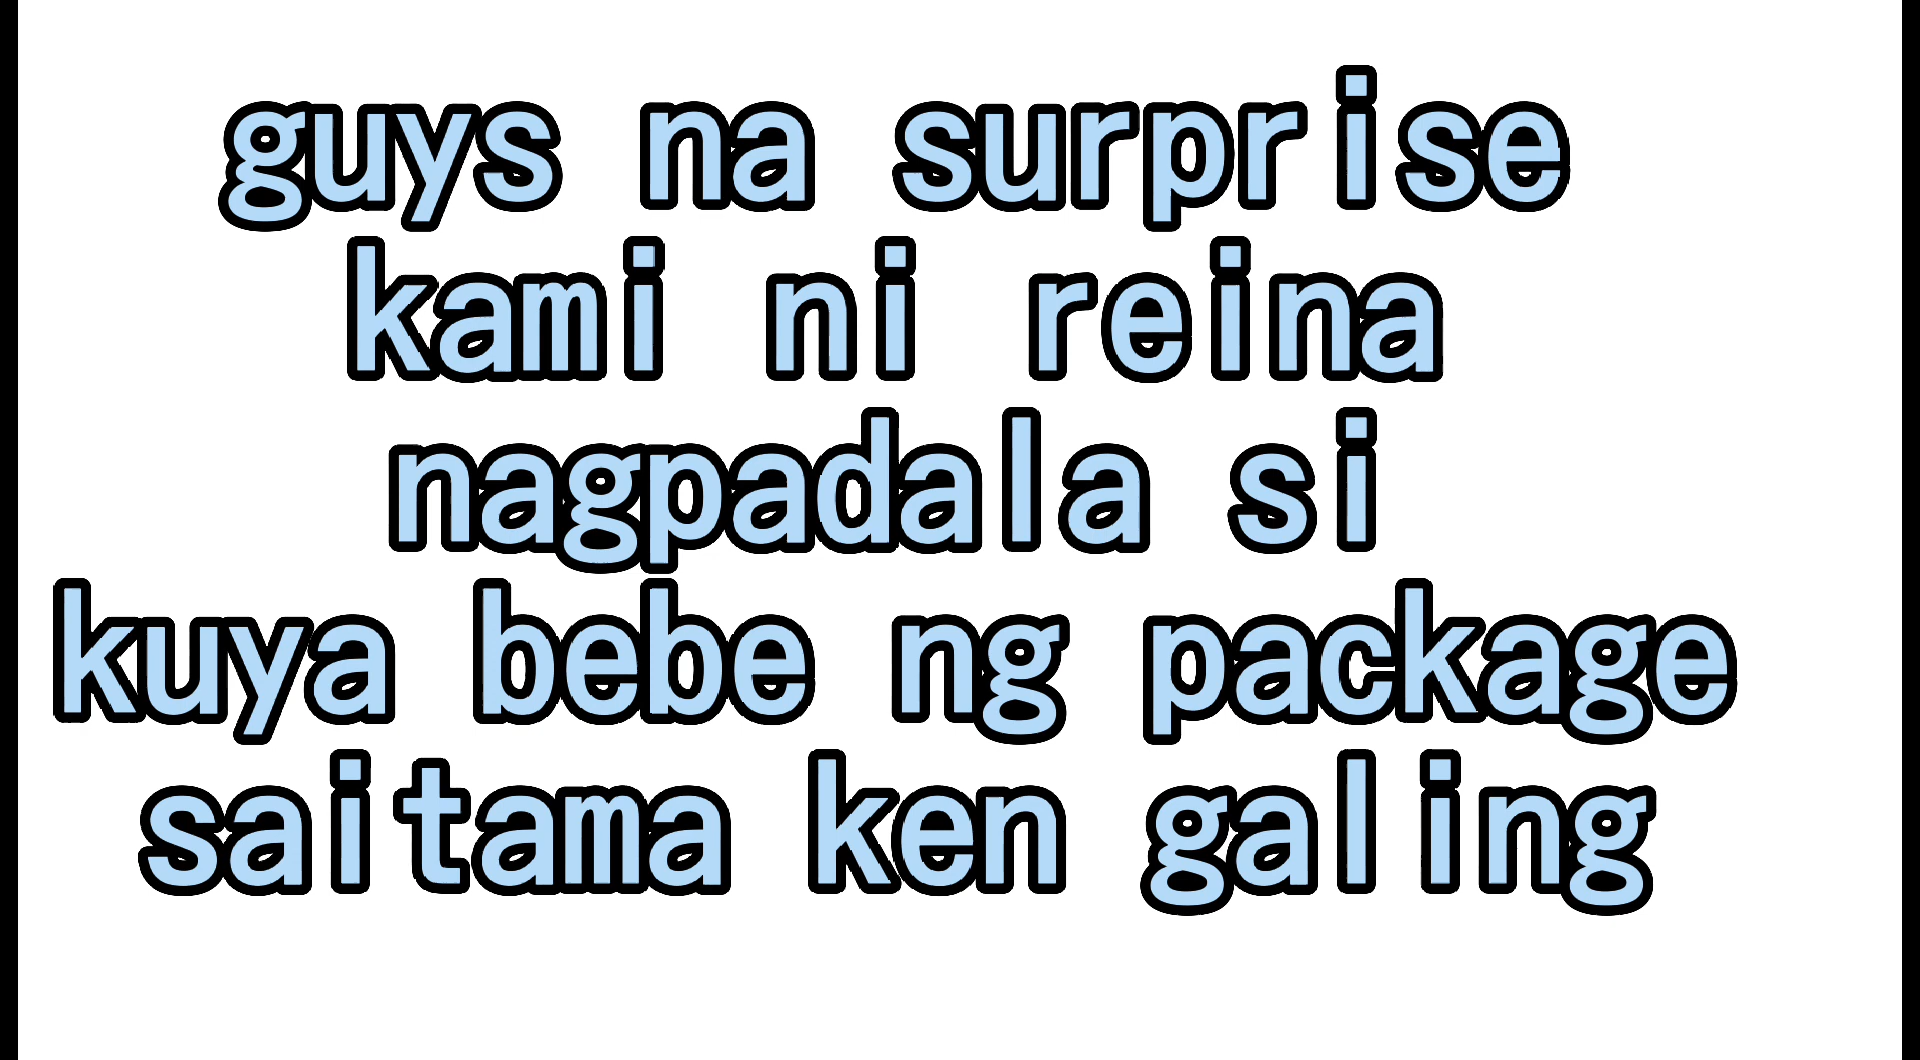 guys na surprise
kami ni reina
nagpadala si
kuya bebe ng package
saitama ken galing